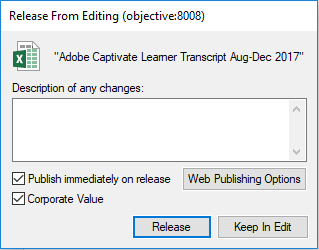 Release From Editing (objective:8008)
"Adobe Captivate Learner Transcript Aug-Dec 2017"
Description of any changes:
Publish immediately on release
Web Publishing Options
Corporate Value
Release
Keep In Edit